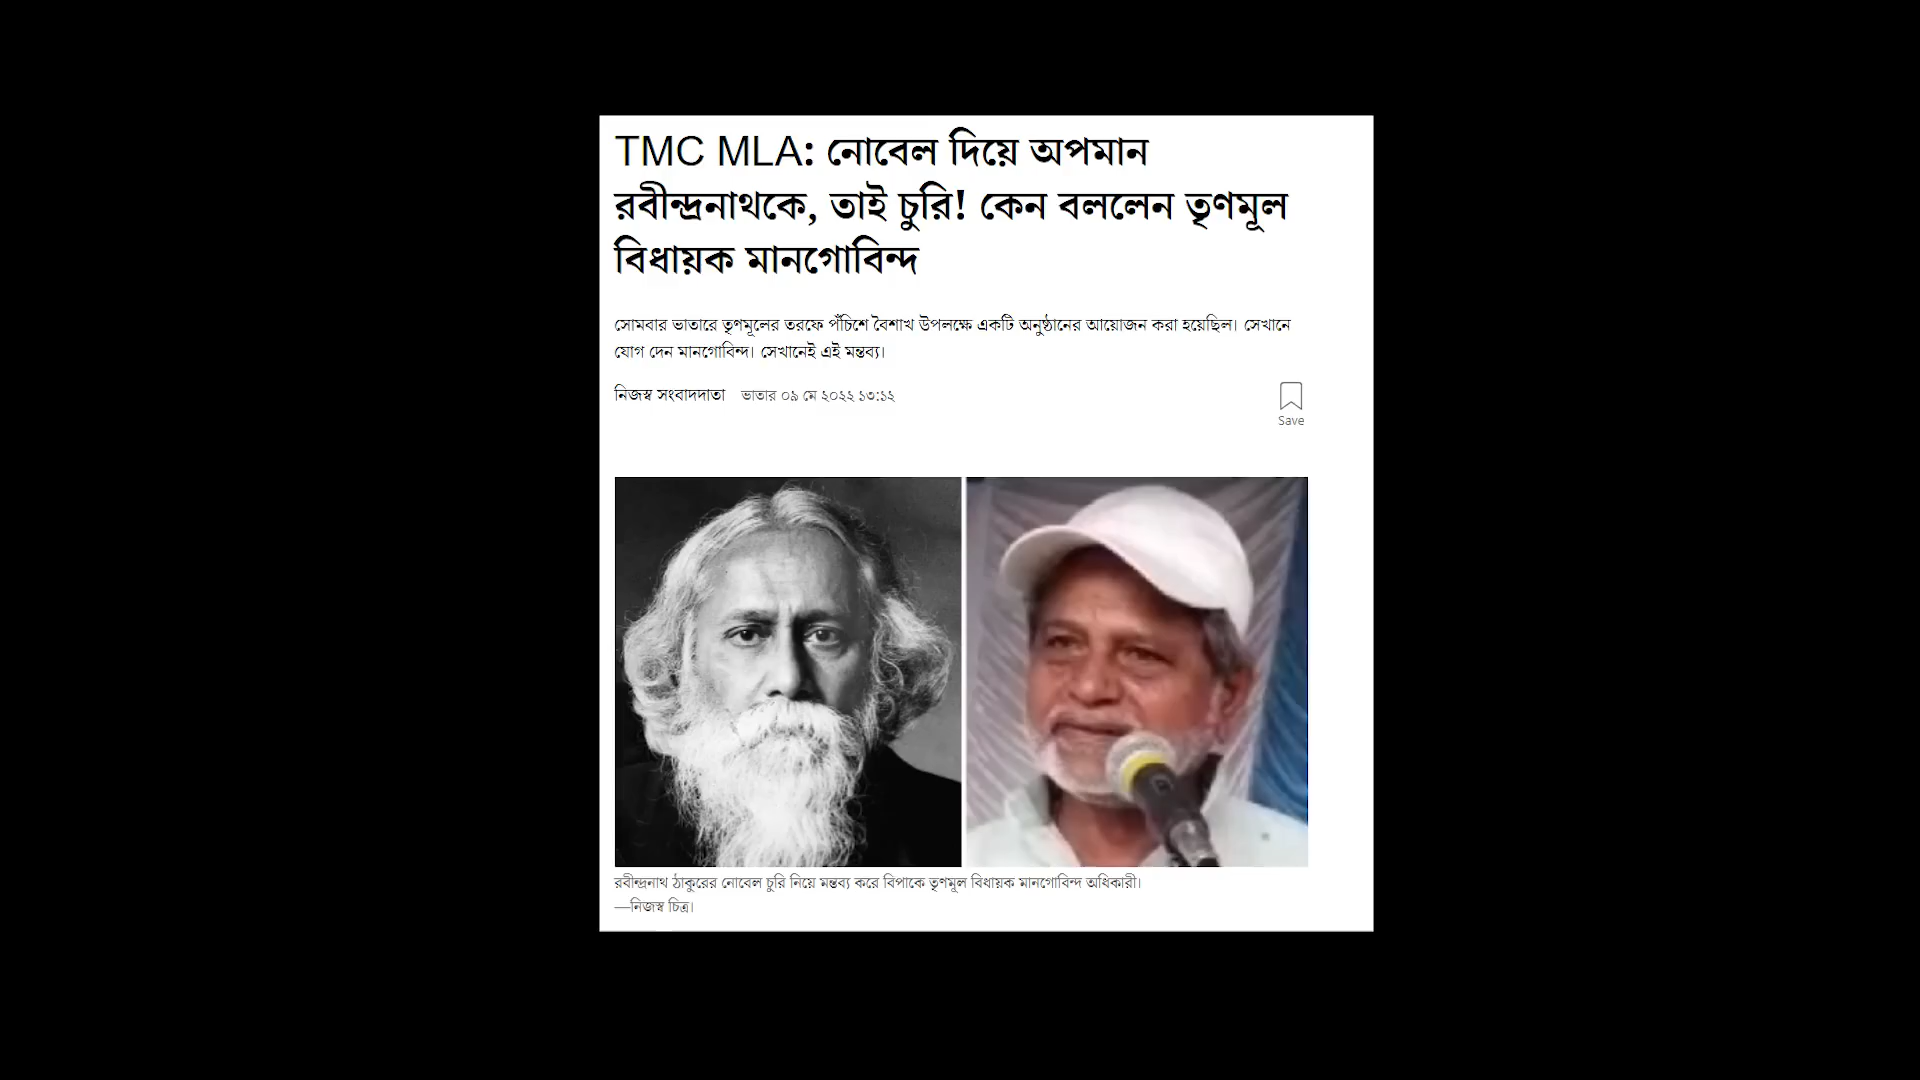 TMC MLA: নোবেল দিয়ে অপমান
রবীন্দ্রনাথকে, তাই চুরি! কেন বললেন তৃণমূল
বিধায়ক মানগোবিন্দ
সোমবার ভাতারে তৃণমূলের তরফে পঁচিশে বৈশাখ উপলক্ষে একটি অনুষ্ঠানের আয়োজন করা হয়েছিল। সেখানে
যোগ দেন মানগোবিন্দ। সেখানেই এই মন্তব্য।
নিজস্ব সংবাদদাতা ভাতার ০৯ মে ২০২২ ১৩:১২
Save
রবীন্দ্রনাথ ঠাকুরের নোবেল চুরি নিয়ে মন্তব্য করে বিপাকে তৃণমূল বিধায়ক মানগোবিন্দ অধিকারী।
—নিজস্ব চিত্র।